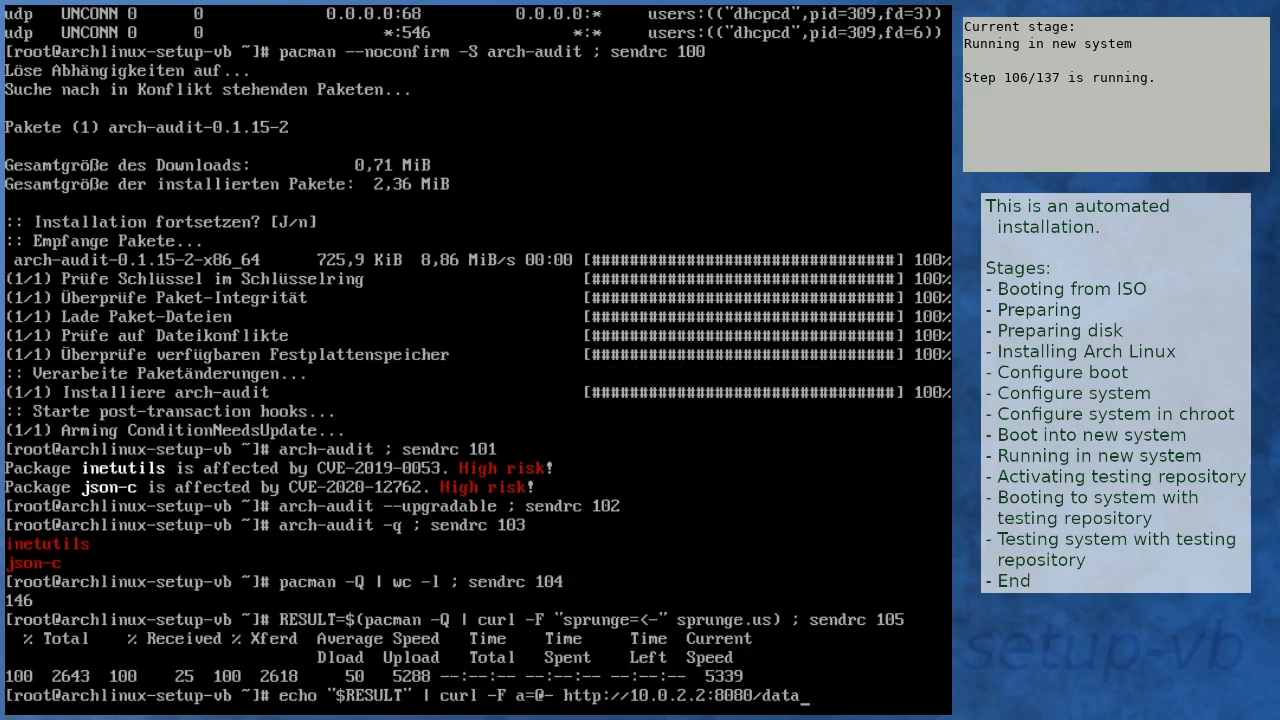 udp   UNCONN 0      0             0.0.0.0:68          0.0.0.0:*     users:(("dhcpcd",pid=309,fd=3))
udp   UNCONN 0      0                   *:546               *:*     users:(("dhcpcd",pid=309,fd=6))
[root@archlinux-setup-vb ~]# pacman --noconfirm -S arch-audit ; sendrc 100
Löse Abhängigkeiten auf...
Suche nach in Konflikt stehenden Paketen...
Pakete (1) arch-audit-0.1.15-2
Gesamtgröße des Downloads:           0,71 MiB
Gesamtgröße der installierten Pakete:  2,36 MiB
:: Installation fortsetzen? [J/n]
:: Empfange Pakete...
arch-audit-0.1.15-2-x86_64      725,9 KiB  8,86 MiB/s 00:00 [################################] 100%
(1/1) Prüfe Schlüssel im Schlüsselring                       [################################] 100%
(1/1) Überprüfe Paket-Integrität                             [################################] 100%
(1/1) Lade Paket-Dateien                                     [################################] 100%
(1/1) Prüfe auf Dateikonflikte                               [################################] 100%
(1/1) Überprüfe verfügbaren Festplattenspeicher              [################################] 100%
:: Verarbeite Paketänderungen...
(1/1) Installiere arch-audit                                 [################################] 100%
:: Starte post-transaction hooks...
(1/1) Arming ConditionNeedsUpdate...
[root@archlinux-setup-vb ~]# arch-audit ; sendrc 101
Package inetutils is affected by CVE-2019-0053. High risk!
Package json-c is affected by CVE-2020-12762. High risk!
[root@archlinux-setup-vb ~]# arch-audit --upgradable ; sendrc 102
[root@archlinux-setup-vb ~]# arch-audit -q ; sendrc 103
inetutils
json-c
[root@archlinux-setup-vb ~]# pacman -Q | wc -l ; sendrc 104
146
[root@archlinux-setup-vb ~]# RESULT=$(pacman -Q | curl -F "sprunge=<-" sprunge.us) ; sendrc 105
% Total    % Received % Xferd  Average Speed   Time    Time     Time  Current
Dload  Upload   Total   Spent    Left  Speed
100  2643  100    25  100  2618     50   5288 --:--:-- --:--:-- --:--:--  5339
[root@archlinux-setup-vb ~]# echo "$RESULT" | curl -F a=@- http://10.0.2.2:8080/data_
Current stage:
Running in new system
Step 106/137 is running.
This is an automated
installation.
Stages:
- Booting from ISO
- Preparing
- Preparing disk
- Installing Arch Linux
- Configure boot
- Configure system
- Configure system in chroot
- Boot into new system
- Running in new system
- Activating testing repository
- Booting to system with
testing repository
- Testing system with testing
repository
- End
setup-vb